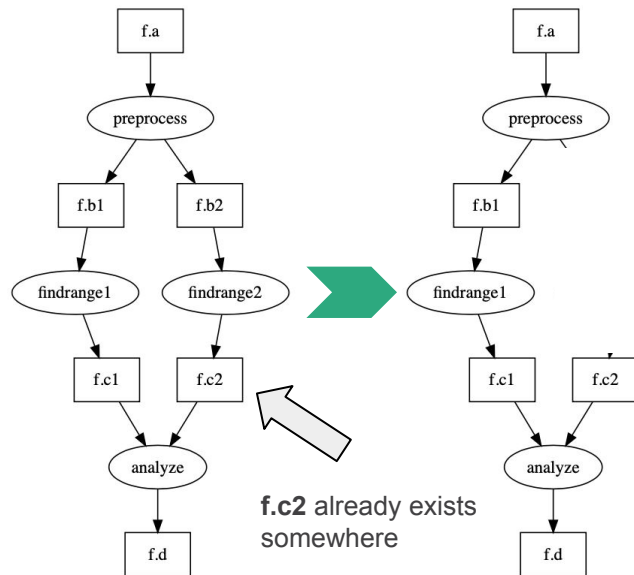 f.a
preprocess
f.b1
f.b2
findrange1
findrange2
f.c1
f.c2
analyze
f.d
f.c2 already exists
somewhere
f.a
preprocess
f.b1
findrange1
f.c1
f.c2
analyze
f.d